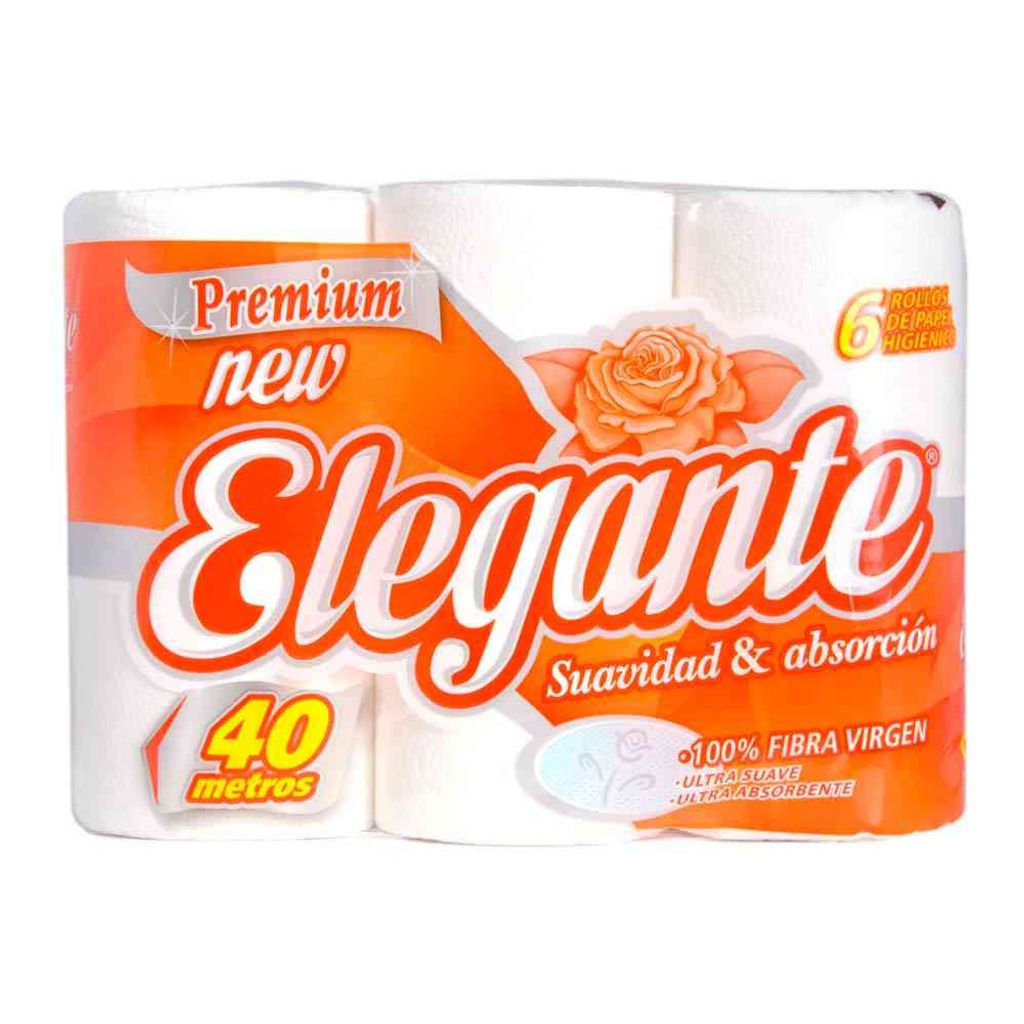 Premium
new
6 ROLLOS
DE PAPEL
HIGIENICO
Elegante®
Suavidad & absorción
40
metros
•100% FIBRA VIRGEN
•ULTRA SUAVE
•ULTRA ABSORBENTE